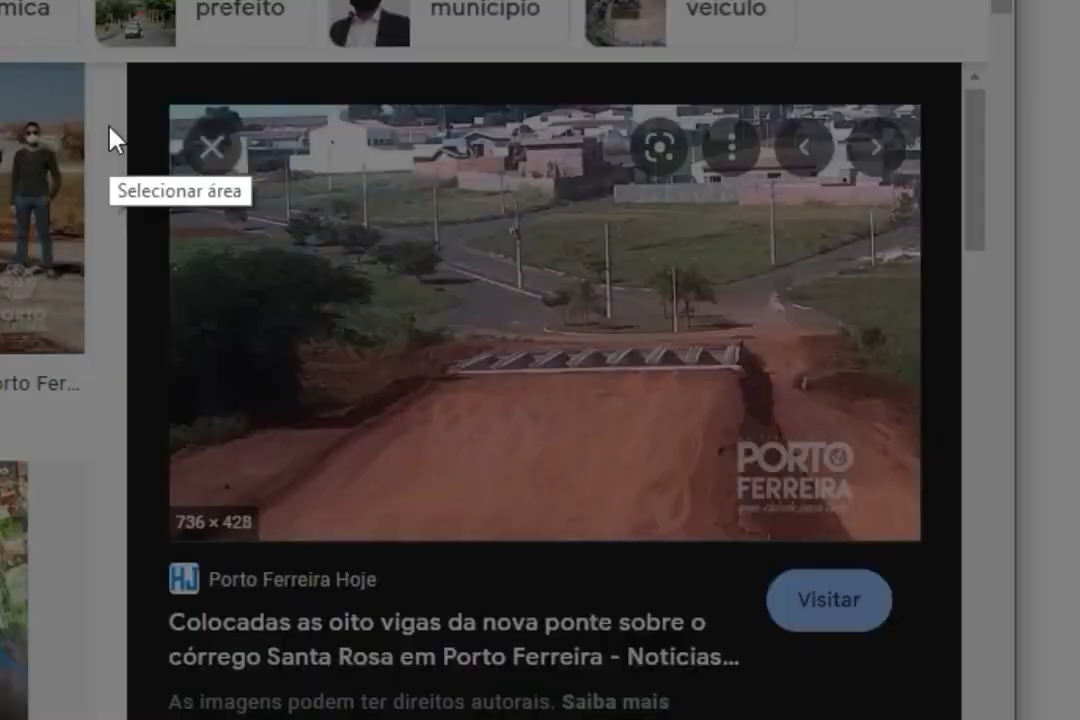 mica
prefeito
município
veículo
Selecionar área
orto Fer...
PORTO
FERREIRA
736 × 428
HJ Porto Ferreira Hoje
Visitar
Colocadas as oito vigas da nova ponte sobre o
córrego Santa Rosa em Porto Ferreira - Notícias...
As imagens podem ter direitos autorais. Saiba mais